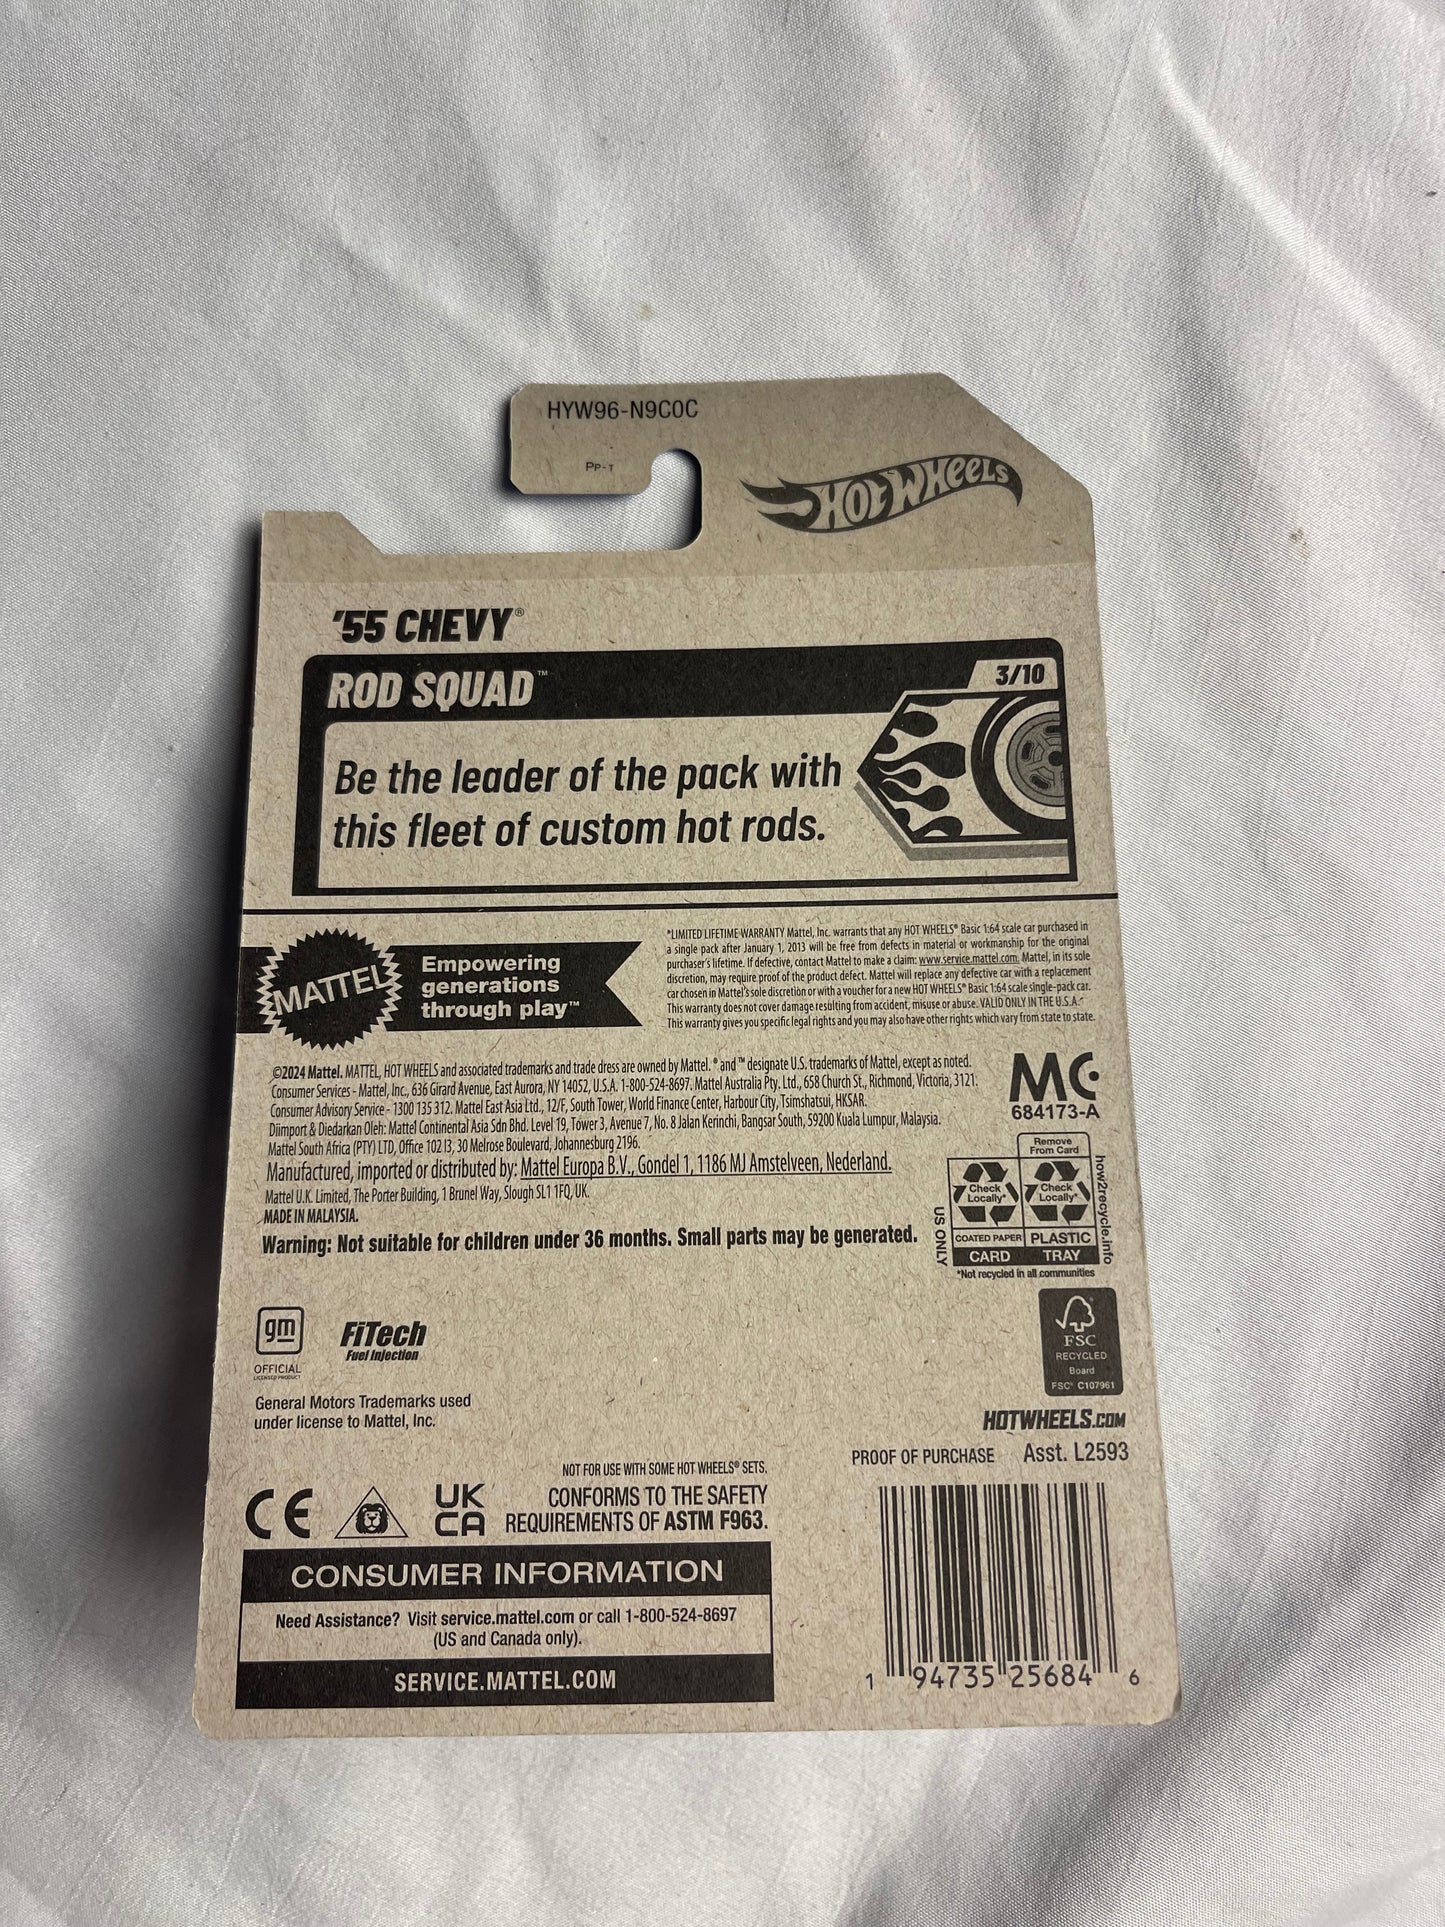 HYW96-N9C0C
PP-T
HOT WHEELS
'55 CHEVY®
ROD SQUAD™
3/10
Be the leader of the pack with
this fleet of custom hot rods.
MATTEL
Empowering
generations
through play™
*LIMITED LIFETIME WARRANTY Mattel, Inc. warrants that any HOT WHEELS® Basic 1:64 scale car purchased in
a single pack after January 1, 2013 will be free from defects in material or workmanship for the original
purchaser's lifetime. If defective, contact Mattel to make a claim: www.service.mattel.com. Mattel, in its sole
discretion, may require proof of the product defect. Mattel will replace any defective car with a replacement
car chosen in Mattel's sole discretion or with a voucher for a new HOT WHEELS® Basic 1:64 scale single-pack car.
This warranty does not cover damage resulting from accident, misuse or abuse. VALID ONLY IN THE U.S.A.
This warranty gives you specific legal rights and you may also have other rights which vary from state to state.
©2024 Mattel. MATTEL, HOT WHEELS and associated trademarks and trade dress are owned by Mattel. ® and ™ designate U.S. trademarks of Mattel, except as noted.
Consumer Services - Mattel, Inc., 636 Girard Avenue, East Aurora, NY 14052, U.S.A. 1-800-524-8697. Mattel Australia Pty. Ltd., 658 Church St., Richmond, Victoria, 3121.
Consumer Advisory Service - 1300 135 312. Mattel East Asia Ltd., 12/F, South Tower, World Finance Center, Harbour City, Tsimshatsui, HKSAR.
Diimport & Diedarkan Oleh: Mattel Continental Asia Sdn Bhd. Level 19, Tower 3, Avenue 7, No. 8 Jalan Kerinchi, Bangsar South, 59200 Kuala Lumpur, Malaysia.
Mattel South Africa (PTY) LTD, Office 102 I3, 30 Melrose Boulevard, Johannesburg 2196.
Manufactured, imported or distributed by: Mattel Europa B.V., Gondel 1, 1186 MJ Amstelveen, Nederland.
Mattel U.K. Limited, The Porter Building, 1 Brunel Way, Slough SL1 1FQ, UK.
MADE IN MALAYSIA.
Warning: Not suitable for children under 36 months. Small parts may be generated.
MC
684173-A
Remove
From Card
Check
Locally*
Check
Locally*
COATED PAPER
PLASTIC
CARD
TRAY
US ONLY
how2recycle.info
*Not recycled in all communities
gm
OFFICIAL
LICENSED PRODUCT
FiTech
Fuel Injection
General Motors Trademarks used
under license to Mattel, Inc.
FSC
RECYCLED
Board
FSC® C107961
HOTWHEELS.COM
PROOF OF PURCHASE Asst. L2593
NOT FOR USE WITH SOME HOT WHEELS® SETS.
CE
UK
CA
CONFORMS TO THE SAFETY
REQUIREMENTS OF ASTM F963.
CONSUMER INFORMATION
Need Assistance? Visit service.mattel.com or call 1-800-524-8697
(US and Canada only).
SERVICE.MATTEL.COM
1 94735 25684 6